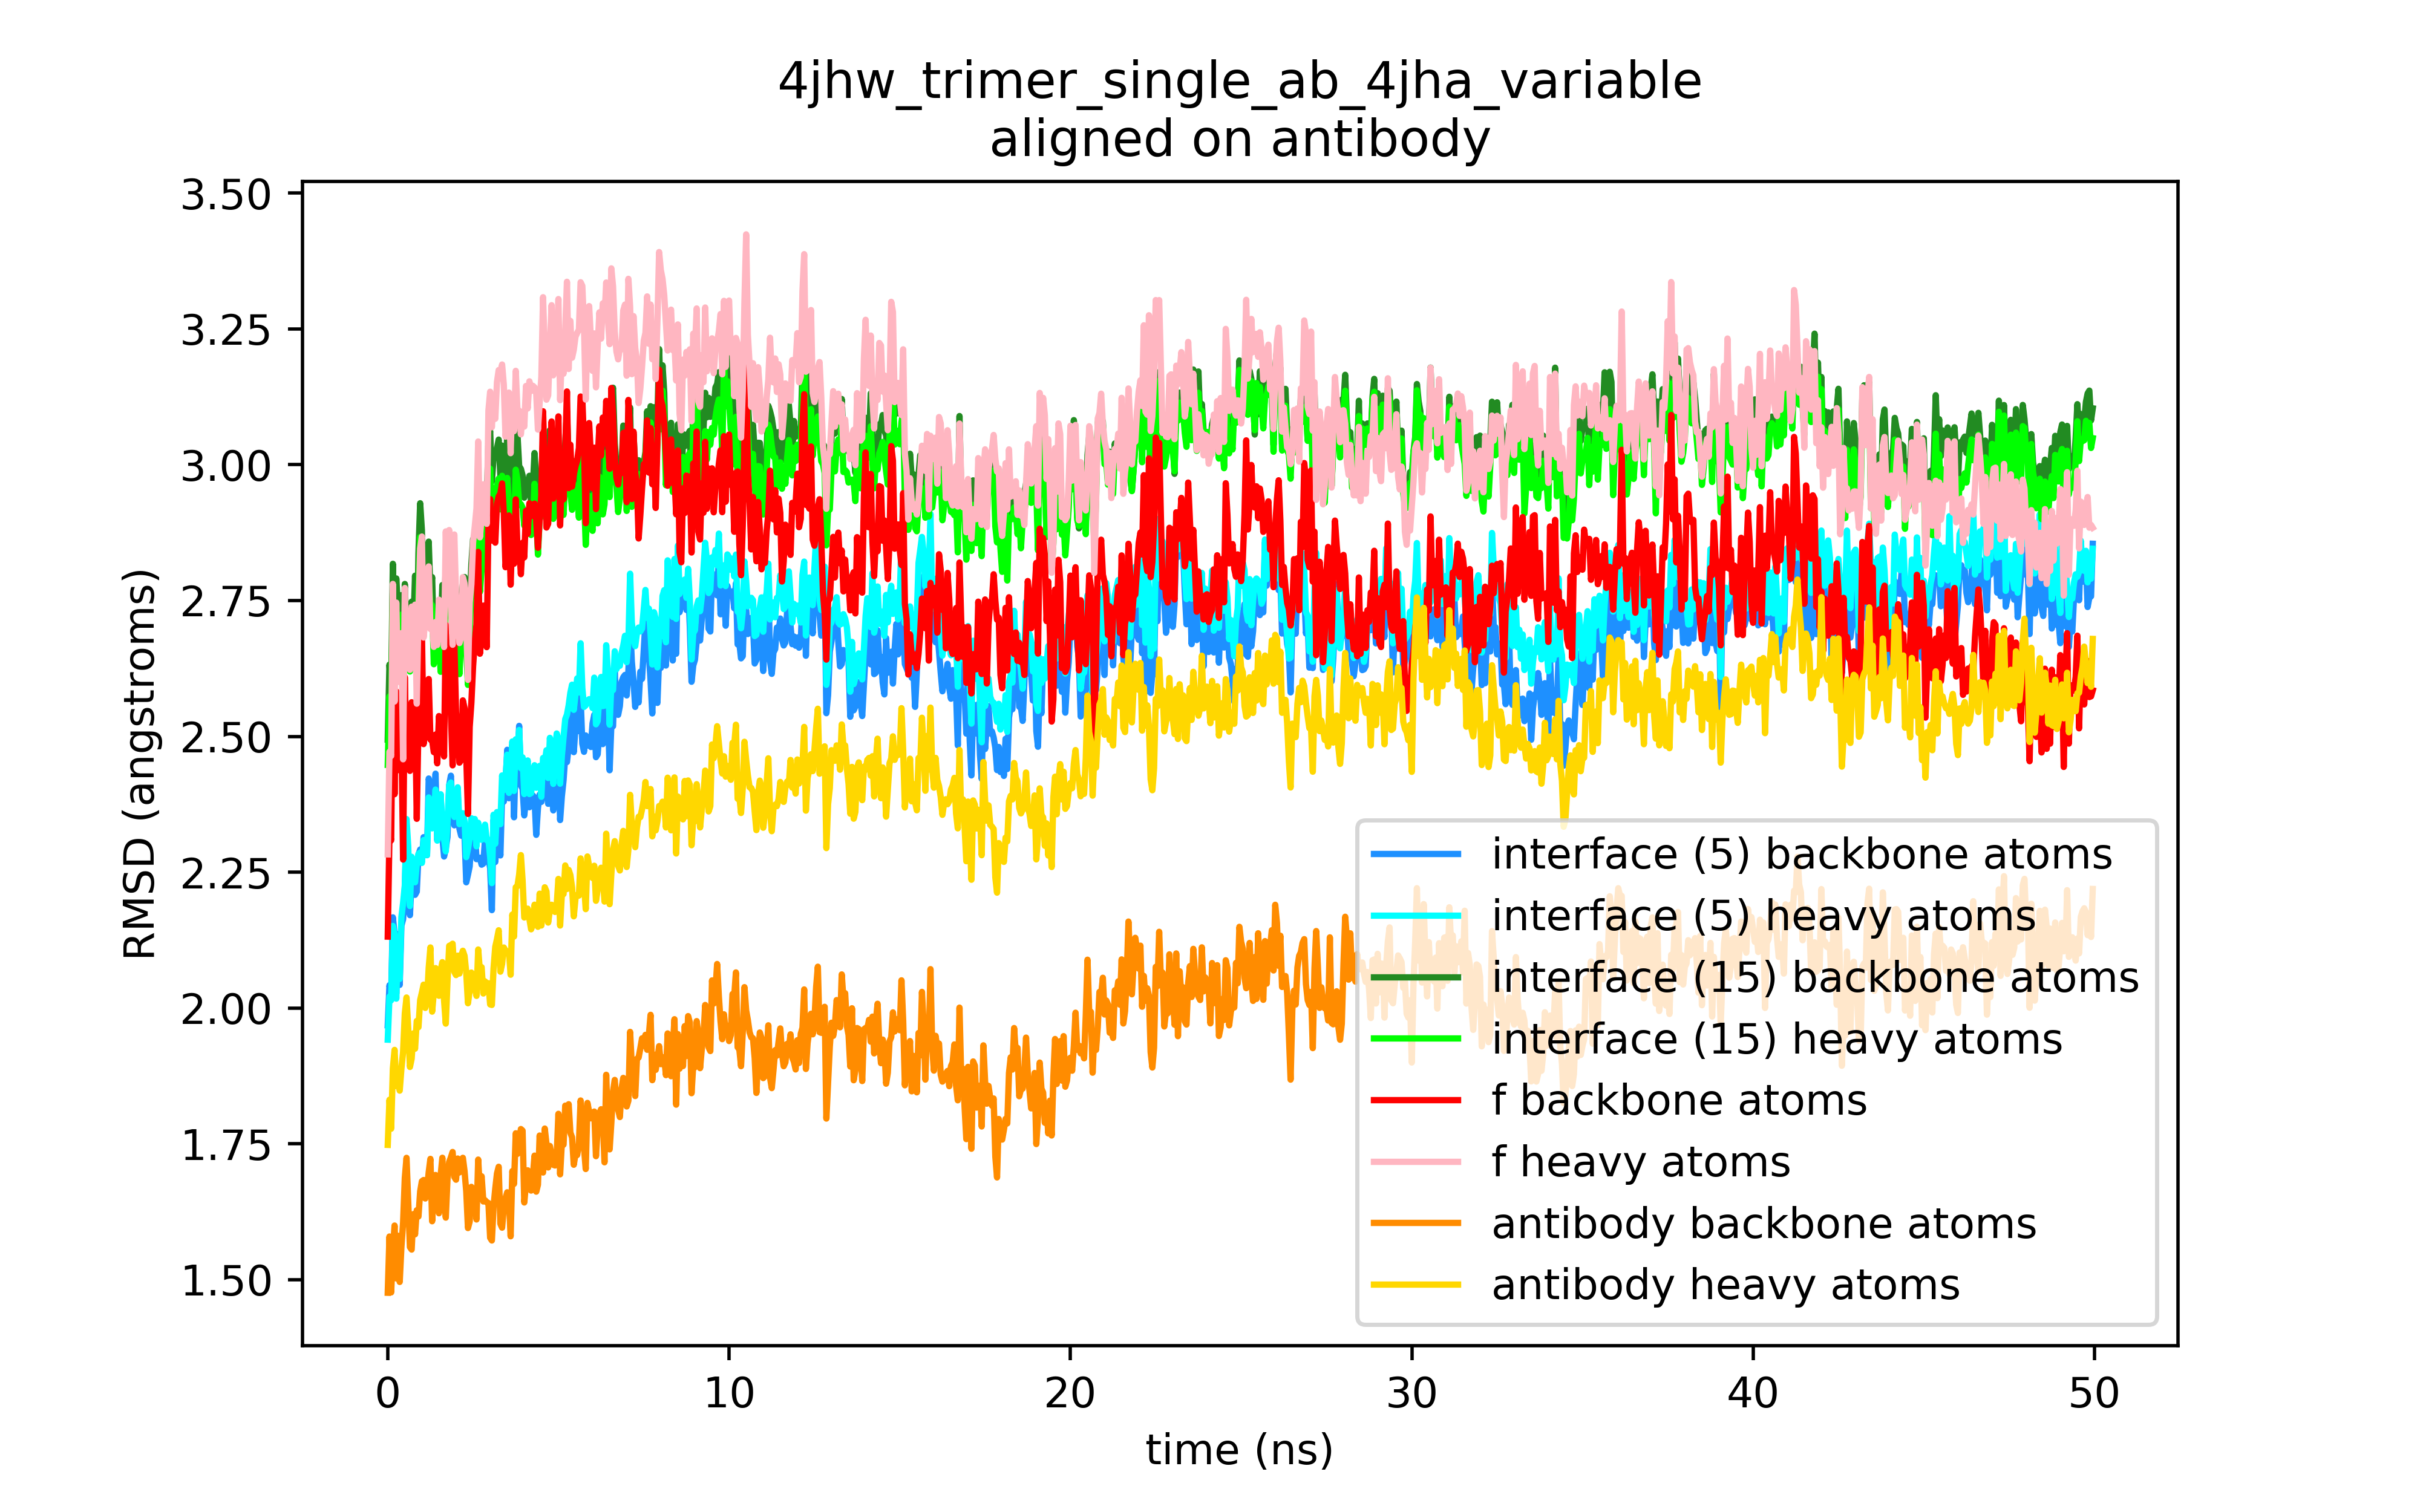 4jhw_trimer_single_ab_4jha_variable
aligned on antibody
RMSD (angstroms)
3.50
3.25
3.00
2.75
2.50
2.25
2.00
1.75
1.50
interface (5) backbone atoms
interface (5) heavy atoms
interface (15) backbone atoms
interface (15) heavy atoms
f backbone atoms
f heavy atoms
antibody backbone atoms
antibody heavy atoms
0
10
20
30
40
50
time (ns)